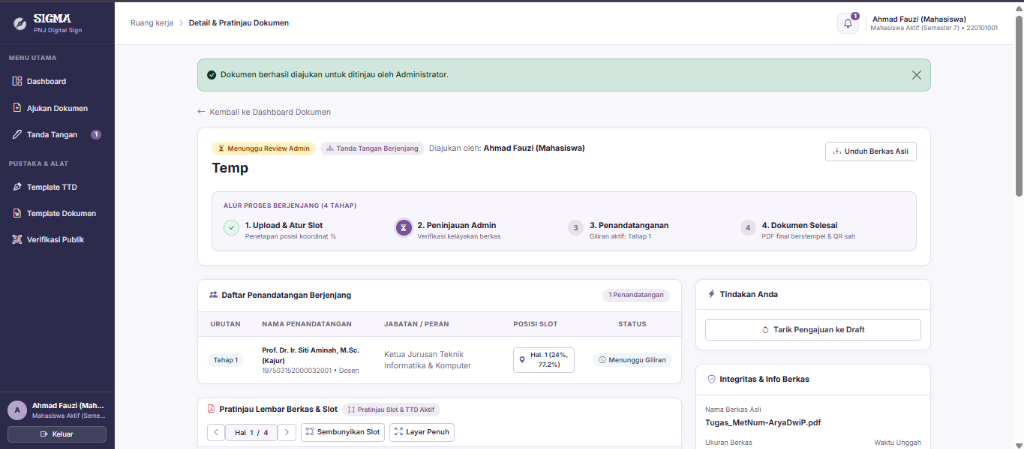 SIGMA
PNJ Digital Sign
MENU UTAMA
Dashboard
Ajukan Dokumen
Tanda Tangan 1
PUSTAKA & ALAT
Template TTD
Template Dokumen
Verifikasi Publik
A
Ahmad Fauzi (Mah...
Mahasiswa Aktif (Seme...
Keluar
Ruang kerja > Detail & Pratinjau Dokumen
1
Ahmad Fauzi (Mahasiswa)
Mahasiswa Aktif (Semester 7) • 220101001
Dokumen berhasil diajukan untuk ditinjau oleh Administrator.
← Kembali ke Dashboard Dokumen
Menunggu Review Admin
Tanda Tangan Berjenjang
Diajukan oleh: Ahmad Fauzi (Mahasiswa)
Unduh Berkas Asli
Temp
ALUR PROSES BERJENJANG (4 TAHAP)
1. Upload & Atur Slot
Penetapan posisi koordinat %
2. Peninjauan Admin
Verifikasi kelayakan berkas
3
3. Penandatanganan
Giliran aktif: Tahap 1
4
4. Dokumen Selesai
PDF final berstempel & QR sah
Daftar Penandatangan Berjenjang
1 Penandatangan
URUTAN NAMA PENANDATANGAN JABATAN / PERAN POSISI SLOT STATUS
Tahap 1
Prof. Dr. Ir. Siti Aminah, M.Sc.
(Kajur)
197503152000032001 • Dosen
Ketua Jurusan Teknik
Informatika & Komputer
Hal. 1 (24%,
77.2%)
Menunggu Giliran
Pratinjau Lembar Berkas & Slot
Pratinjau Slot & TTD Aktif
Hal 1 / 4
Sembunyikan Slot
Layar Penuh
Tindakan Anda
Tarik Pengajuan ke Draft
Integritas & Info Berkas
Nama Berkas Asli
Tugas_MetNum-AryaDwiP.pdf
Ukuran Berkas
Waktu Unggah